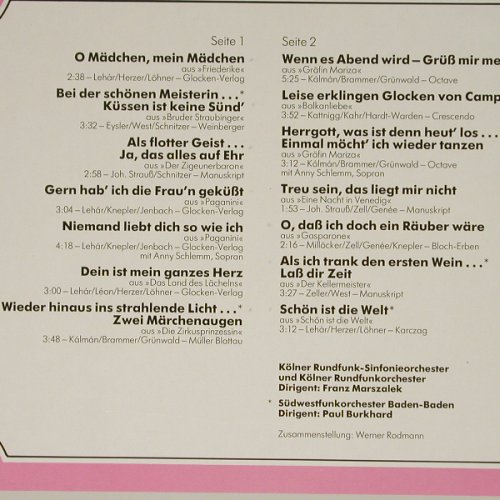 Seite 1
O Mädchen, mein Mädchen
aus »Friederike«
2:38 – Lehár/Herzer/Löhner – Glocken-Verlag
Bei der schönen Meisterin . . .*
Küssen ist keine Sünd'
aus »Bruder Straubinger«
3:32 – Eysler/West/Schnitzer – Weinberger
Als flotter Geist . . .
Ja, das alles auf Ehr
aus »Der Zigeunerbaron«
2:58 – Joh. Strauß/Schnitzer – Manuskript
Gern hab' ich die Frau'n geküßt
aus »Paganini«
3:04 – Lehár/Knepler/Jenbach – Glocken-Verlag
Niemand liebt dich so wie ich
aus »Paganini«
4:18 – Lehár/Knepler/Jenbach – Glocken-Verlag
mit Anny Schlemm, Sopran
Dein ist mein ganzes Herz
aus »Das Land des Lächelns«
3:00 – Lehár/Léon/Herzer/Löhner – Glocken-Verlag
Wieder hinaus ins strahlende Licht . . .*
Zwei Märchenaugen
aus »Die Zirkusprinzessin«
3:48 – Kálmán/Brammer/Grünwald – Müller Blattau
Seite 2
Wenn es Abend wird – Grüß mir me
aus »Gräfin Mariza«
5:25 – Kálmán/Brammer/Grünwald – Octave
Leise erklingen Glocken vom Camp
aus »Balkanliebe«
3:52 – Kattnigg/Kahr/Hardt-Warden – Crescendo
Herrgott, was ist denn heut' los . . .
Einmal möcht' ich wieder tanzen
aus »Gräfin Mariza«
3:12 – Kálmán/Brammer/Grünwald – Octave
mit Anny Schlemm, Sopran
Treu sein, das liegt mir nicht
aus »Eine Nacht in Venedig«
1:53 – Joh. Strauß/Zell/Genée – Manuskript
O, daß ich doch ein Räuber wäre
aus »Gasparone«
2:16 – Millöcker/Zell/Genée/Knepler – Bloch-Erben
Als ich trank den ersten Wein . . .*
Laß dir Zeit
aus »Der Kellermeister«
3:27 – Zeller/West – Manuskript
Schön ist die Welt*
aus »Schön ist die Welt«
3:12 – Lehár/Herzer/Löhner – Karczag
Kölner Rundfunk-Sinfonieorchester
und Kölner Rundfunkorchester
Dirigent: Franz Marszalek
* Südwestfunkorchester Baden-Baden
Dirigent: Paul Burkhard
Zusammenstellung: Werner Rodmann